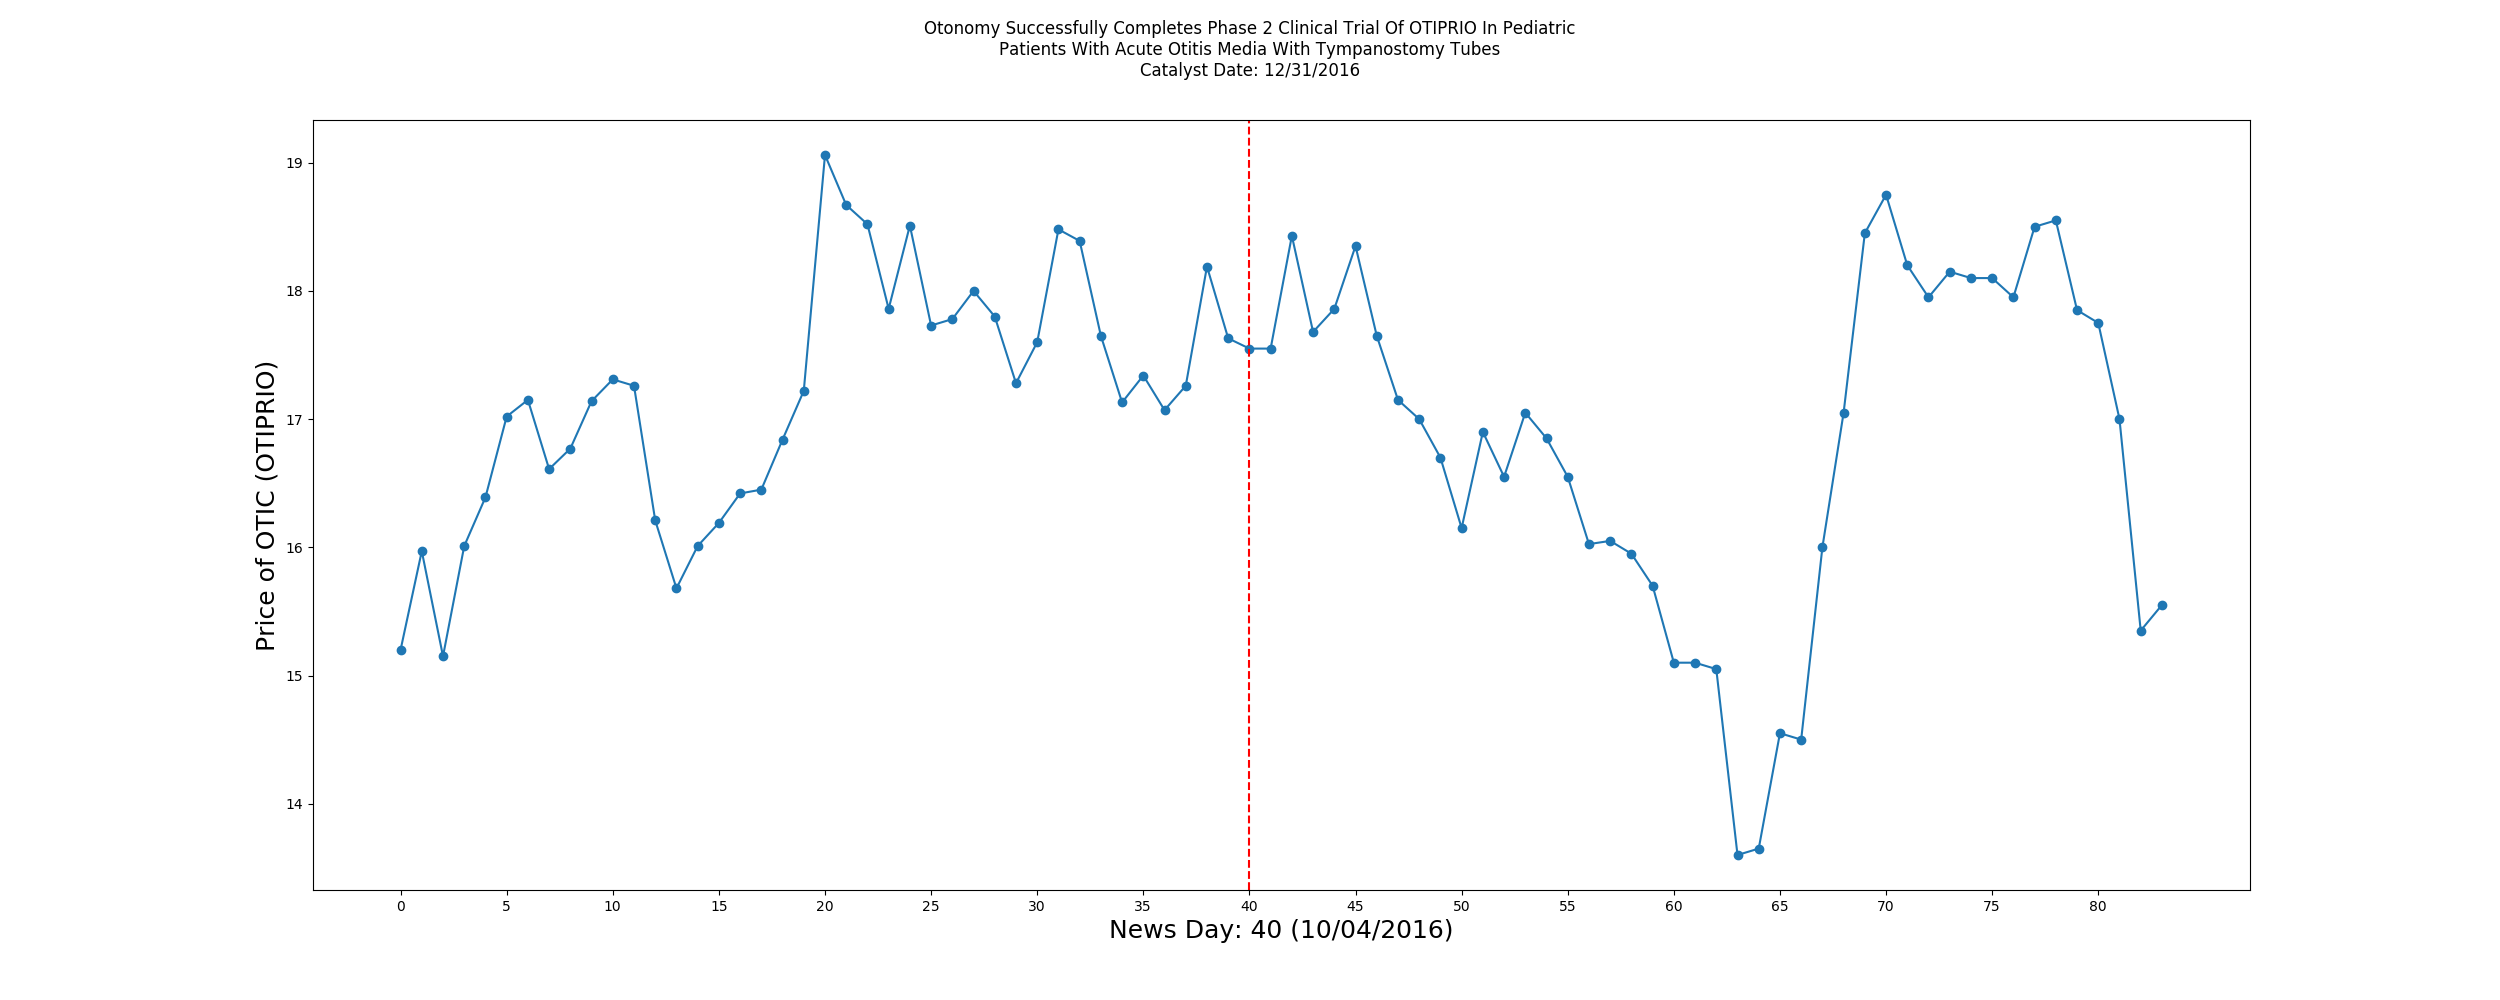 Otonomy Successfully Completes Phase 2 Clinical Trial Of OTIPRIO In Pediatric
Patients With Acute Otitis Media With Tympanostomy Tubes
Catalyst Date: 12/31/2016
Price of OTIC (OTIPRIO)
19
18
17
16
15
14
0 5 10 15 20 25 30 35 40 45 50 55 60 65 70 75 80
News Day: 40 (10/04/2016)